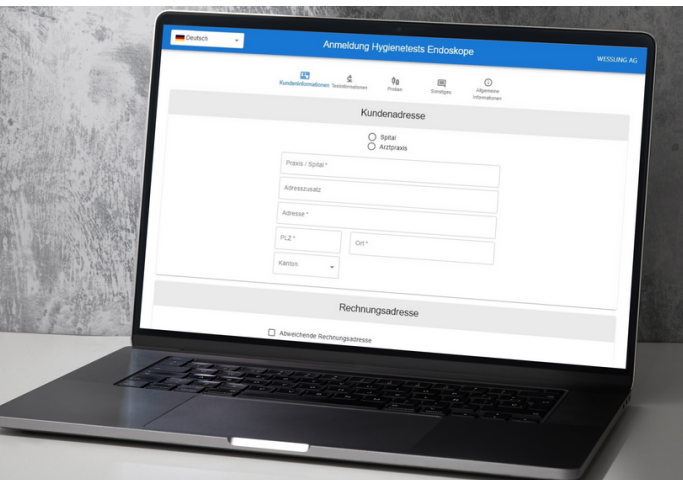 Deutsch
Anmeldung Hygienetests Endoskope
WESSLING AG
Kundeninformationen
Testinformationen
Proben
Sonstiges
Allgemeine
Informationen
Kundenadresse
Spital
Arztpraxis
Praxis / Spital *
Adresszusatz
Adresse *
PLZ *
Ort *
Kanton
Rechnungsadresse
Abweichende Rechnungsadresse